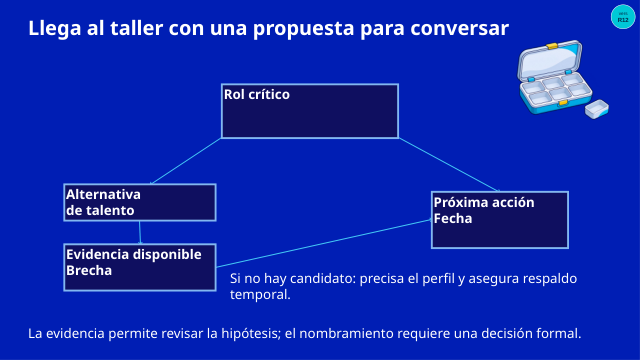 Llega al taller con una propuesta para conversar
R12
Rol crítico
Alternativa
de talento
Próxima acción
Fecha
Evidencia disponible
Brecha
Si no hay candidato: precisa el perfil y asegura respaldo
temporal.
La evidencia permite revisar la hipótesis; el nombramiento requiere una decisión formal.